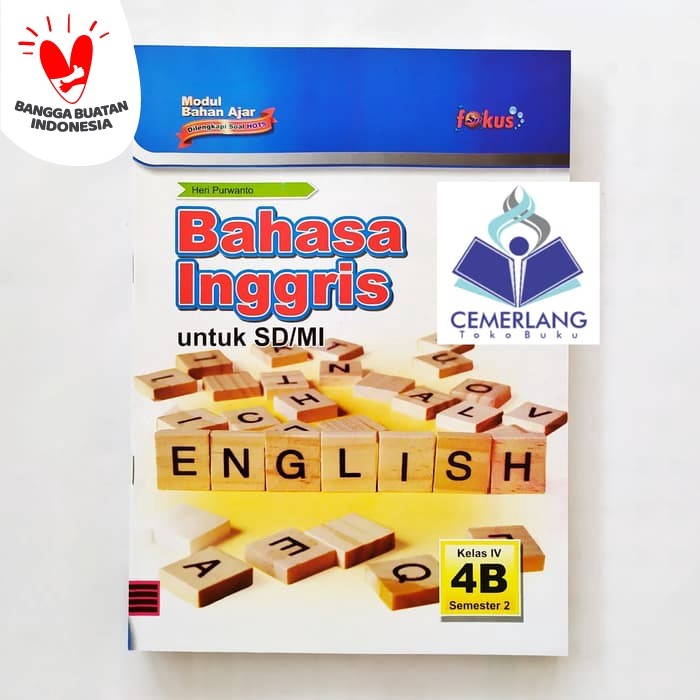 BANGGA BUATAN
INDONESIA
Modul
Bahan Ajar
Dilengkapi Soal HOTS
fokus
Heri Purwanto
Bahasa
Inggris
untuk SD/MI
CEMERLANG
Toko Buku
ENGLISH
Kelas IV
4B
Semester 2